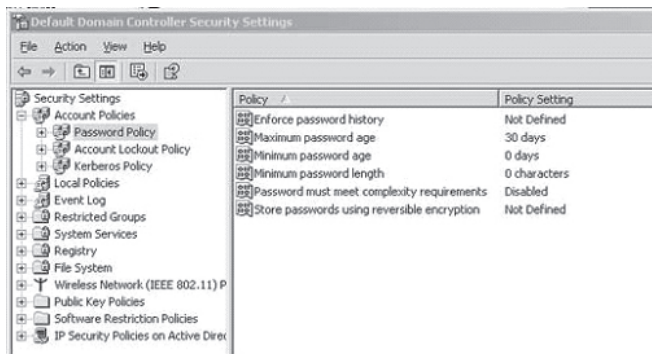 Default Domain Controller Security Settings
File Action View Help
Security Settings
Account Policies
Password Policy
Account Lockout Policy
Kerberos Policy
Local Policies
Event Log
Restricted Groups
System Services
Registry
File System
Wireless Network (IEEE 802.11) P
Public Key Policies
Software Restriction Policies
IP Security Policies on Active Direc
Policy Policy Setting
Enforce password history Not Defined
Maximum password age 30 days
Minimum password age 0 days
Minimum password length 0 characters
Password must meet complexity requirements Disabled
Store passwords using reversible encryption Not Defined